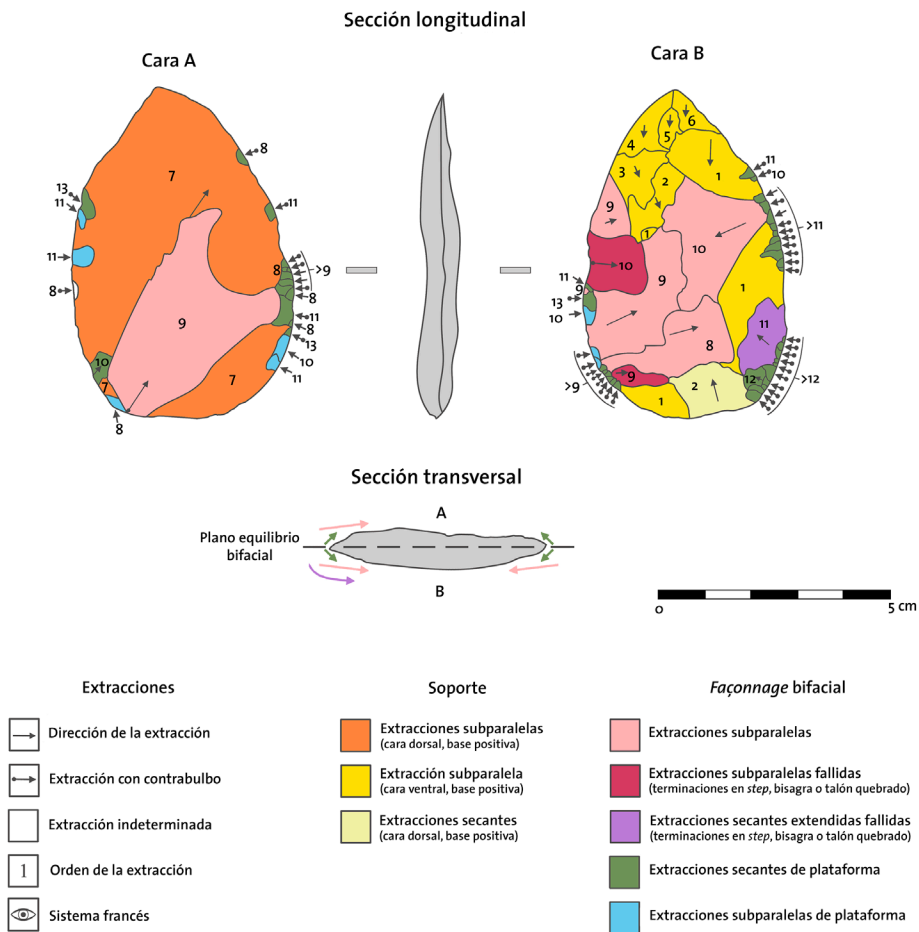 Sección longitudinal
Cara A
Cara B
8
7
13
11
11
11
8
8
>9
8
9
11
8
13
10
11
10
7
7
8
6
5
4
3
2
1
11
10
9
>11
1
10
10
9
1
11
9
13
10
11
8
12
>12
9
2
1
>9
Sección transversal
A
Plano equilibrio
bifacial
B
0
5 cm
Extracciones
Dirección de la extracción
Extracción con contrabulbo
Extracción indeterminada
1
Orden de la extracción
Sistema francés
Soporte
Extracciones subparalelas
(cara dorsal, base positiva)
Extracción subparalela
(cara ventral, base positiva)
Extracciones secantes
(cara dorsal, base positiva)
Façonnage bifacial
Extracciones subparalelas
Extracciones subparalelas fallidas
(terminaciones en step, bisagra o talón quebrado)
Extracciones secantes extendidas fallidas
(terminaciones en step, bisagra o talón quebrado)
Extracciones secantes de plataforma
Extracciones subparalelas de plataforma